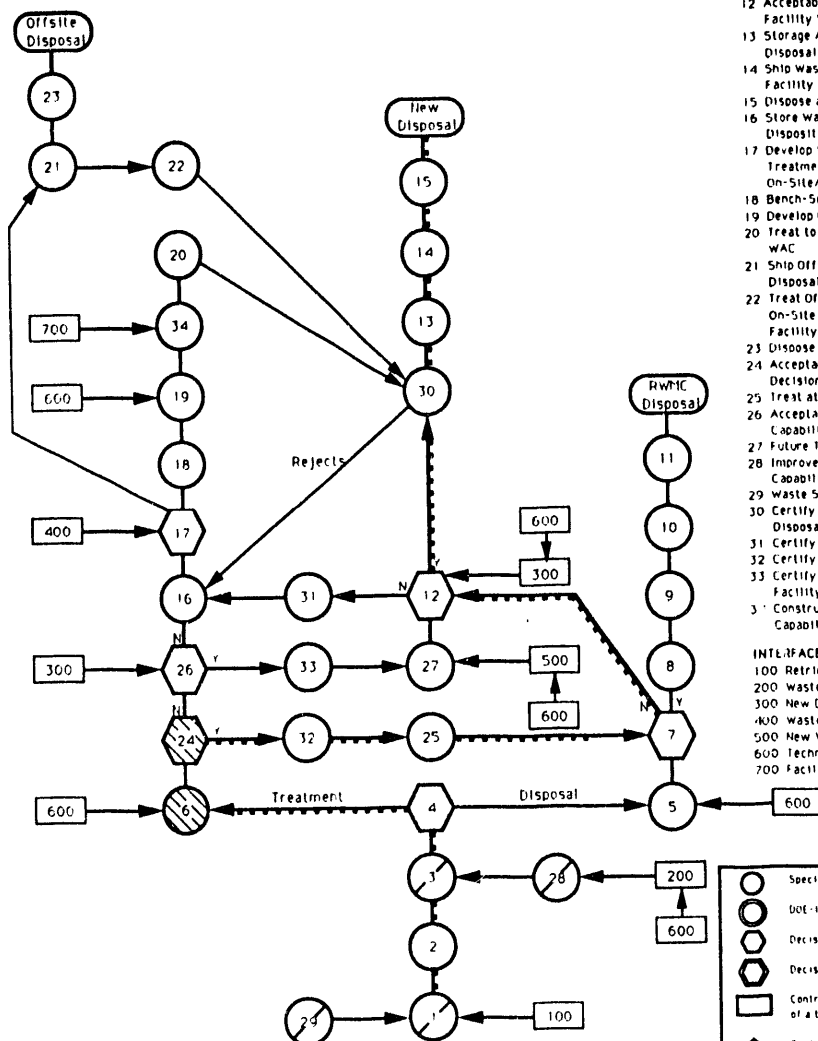 Offsite
Disposal
23
21
22
20
700
34
600
19
18
400
17
16
31
N
12
Y
300
600
N
300
26
Y
33
27
500
600
N
24
Y
32
25
7
N
Y
600
6
Treatment
4
Disposal
5
600
3
28
200
600
2
29
1
100
New
Disposal
15
14
13
30
Rejects
RWMC
Disposal
11
10
9
8
12 Acceptab
Facility
13 Storage A
Disposal
14 Ship Was
Facility
15 Dispose a
16 Store Wa
Disposit
17 Develop
Treatme
On-Site/
18 Bench-S
19 Develop
20 Treat to
WAC
21 Ship Off
Disposal
22 Treat Of
On-Site
Facility
23 Dispose
24 Accepta
Decision
25 Treat at
26 Accepta
Capabili
27 Future T
28 Improve
Capabil
29 Waste S
30 Certify
Disposa
31 Certify
32 Certify
33 Certify
Facility
3 Constru
Capabil
INTERFACE
100 Retri
200 Waste
300 New D
400 Waste
500 New
600 Techn
700 Facil
Speci
DOE-
Decis
Decis
Contr
of a